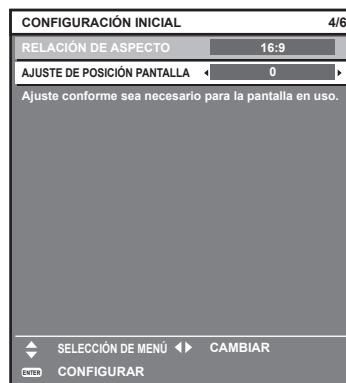 CONFIGURACIÓN INICIAL 4/6
RELACIÓN DE ASPECTO 16:9
AJUSTE DE POSICIÓN PANTALLA 0
Ajuste conforme sea necesario para la pantalla en uso.
SELECCIÓN DE MENÚ CAMBIAR
ENTER CONFIGURAR